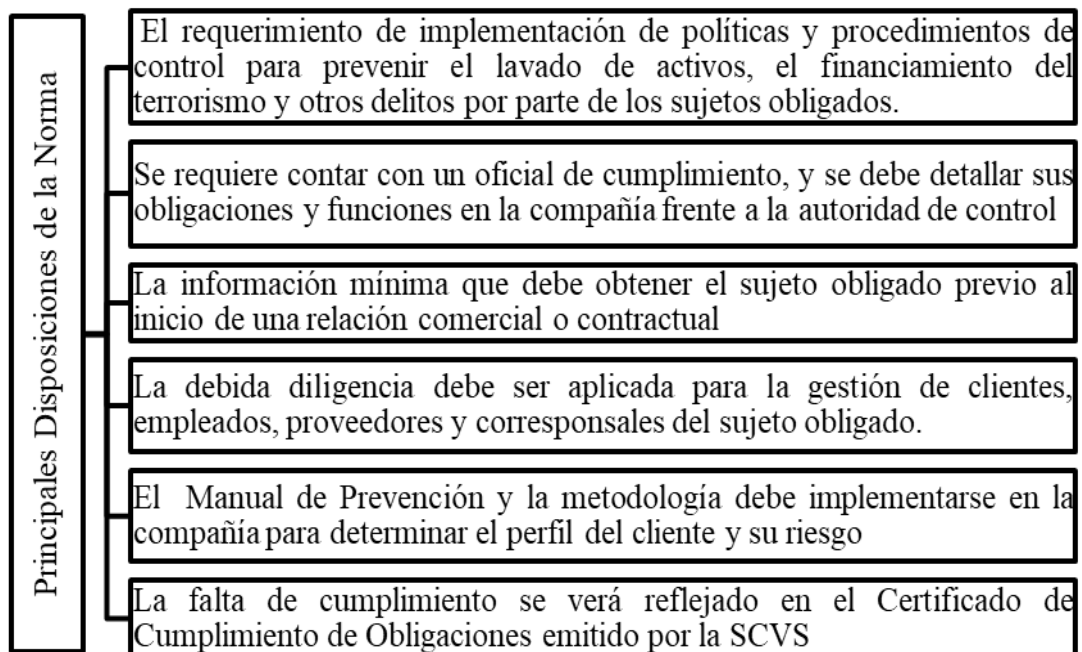 Principales Disposiciones de la Norma
El requerimiento de implementación de políticas y procedimientos de
control para prevenir el lavado de activos, el financiamiento del
terrorismo y otros delitos por parte de los sujetos obligados.
Se requiere contar con un oficial de cumplimiento, y se debe detallar sus
obligaciones y funciones en la compañía frente a la autoridad de control
La información mínima que debe obtener el sujeto obligado previo al
inicio de una relación comercial o contractual
La debida diligencia debe ser aplicada para la gestión de clientes,
empleados, proveedores y corresponsales del sujeto obligado.
El Manual de Prevención y la metodología debe implementarse en la
compañía para determinar el perfil del cliente y su riesgo
La falta de cumplimiento se verá reflejado en el Certificado de
Cumplimiento de Obligaciones emitido por la SCVS